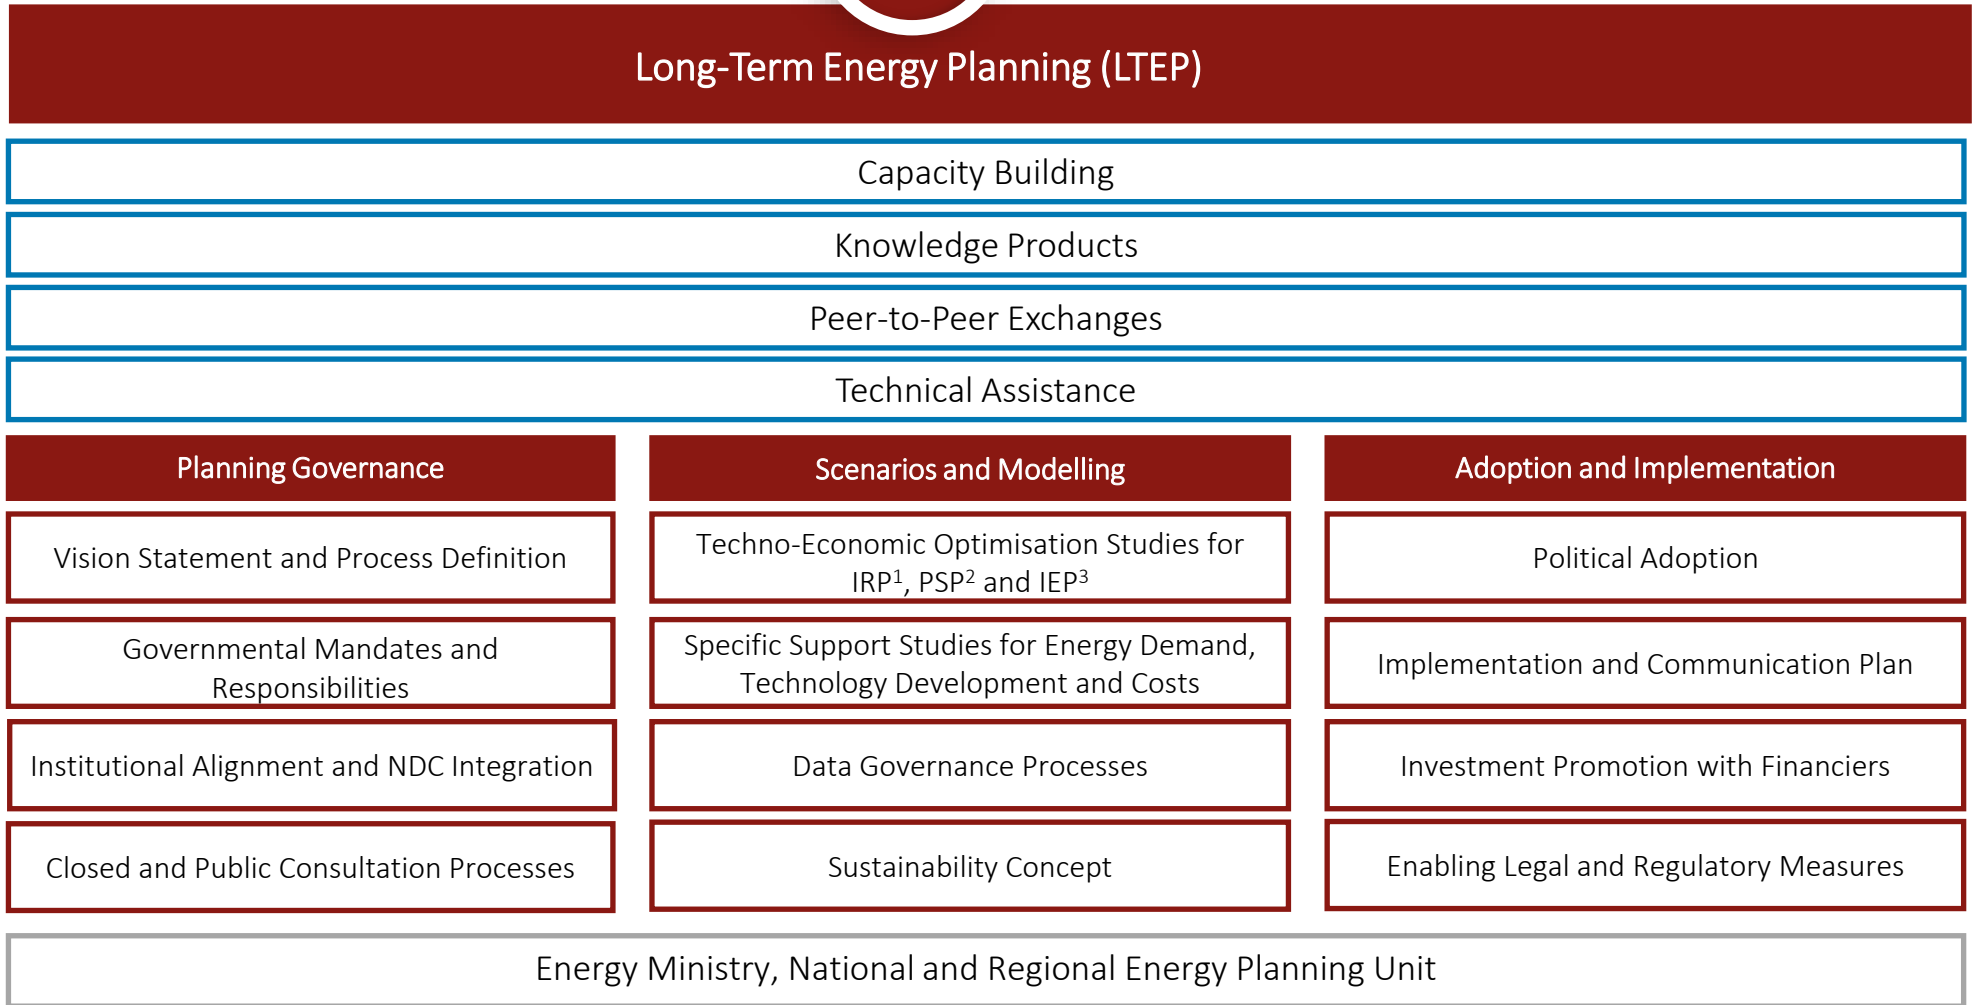 Long-Term Energy Planning (LTEP)
Capacity Building
Knowledge Products
Peer-to-Peer Exchanges
Technical Assistance
Planning Governance
Vision Statement and Process Definition
Governmental Mandates and
Responsibilities
Institutional Alignment and NDC Integration
Closed and Public Consultation Processes
Scenarios and Modelling
Techno-Economic Optimisation Studies for
IRP¹, PSP² and IEP³
Specific Support Studies for Energy Demand,
Technology Development and Costs
Data Governance Processes
Sustainability Concept
Adoption and Implementation
Political Adoption
Implementation and Communication Plan
Investment Promotion with Financiers
Enabling Legal and Regulatory Measures
Energy Ministry, National and Regional Energy Planning Unit